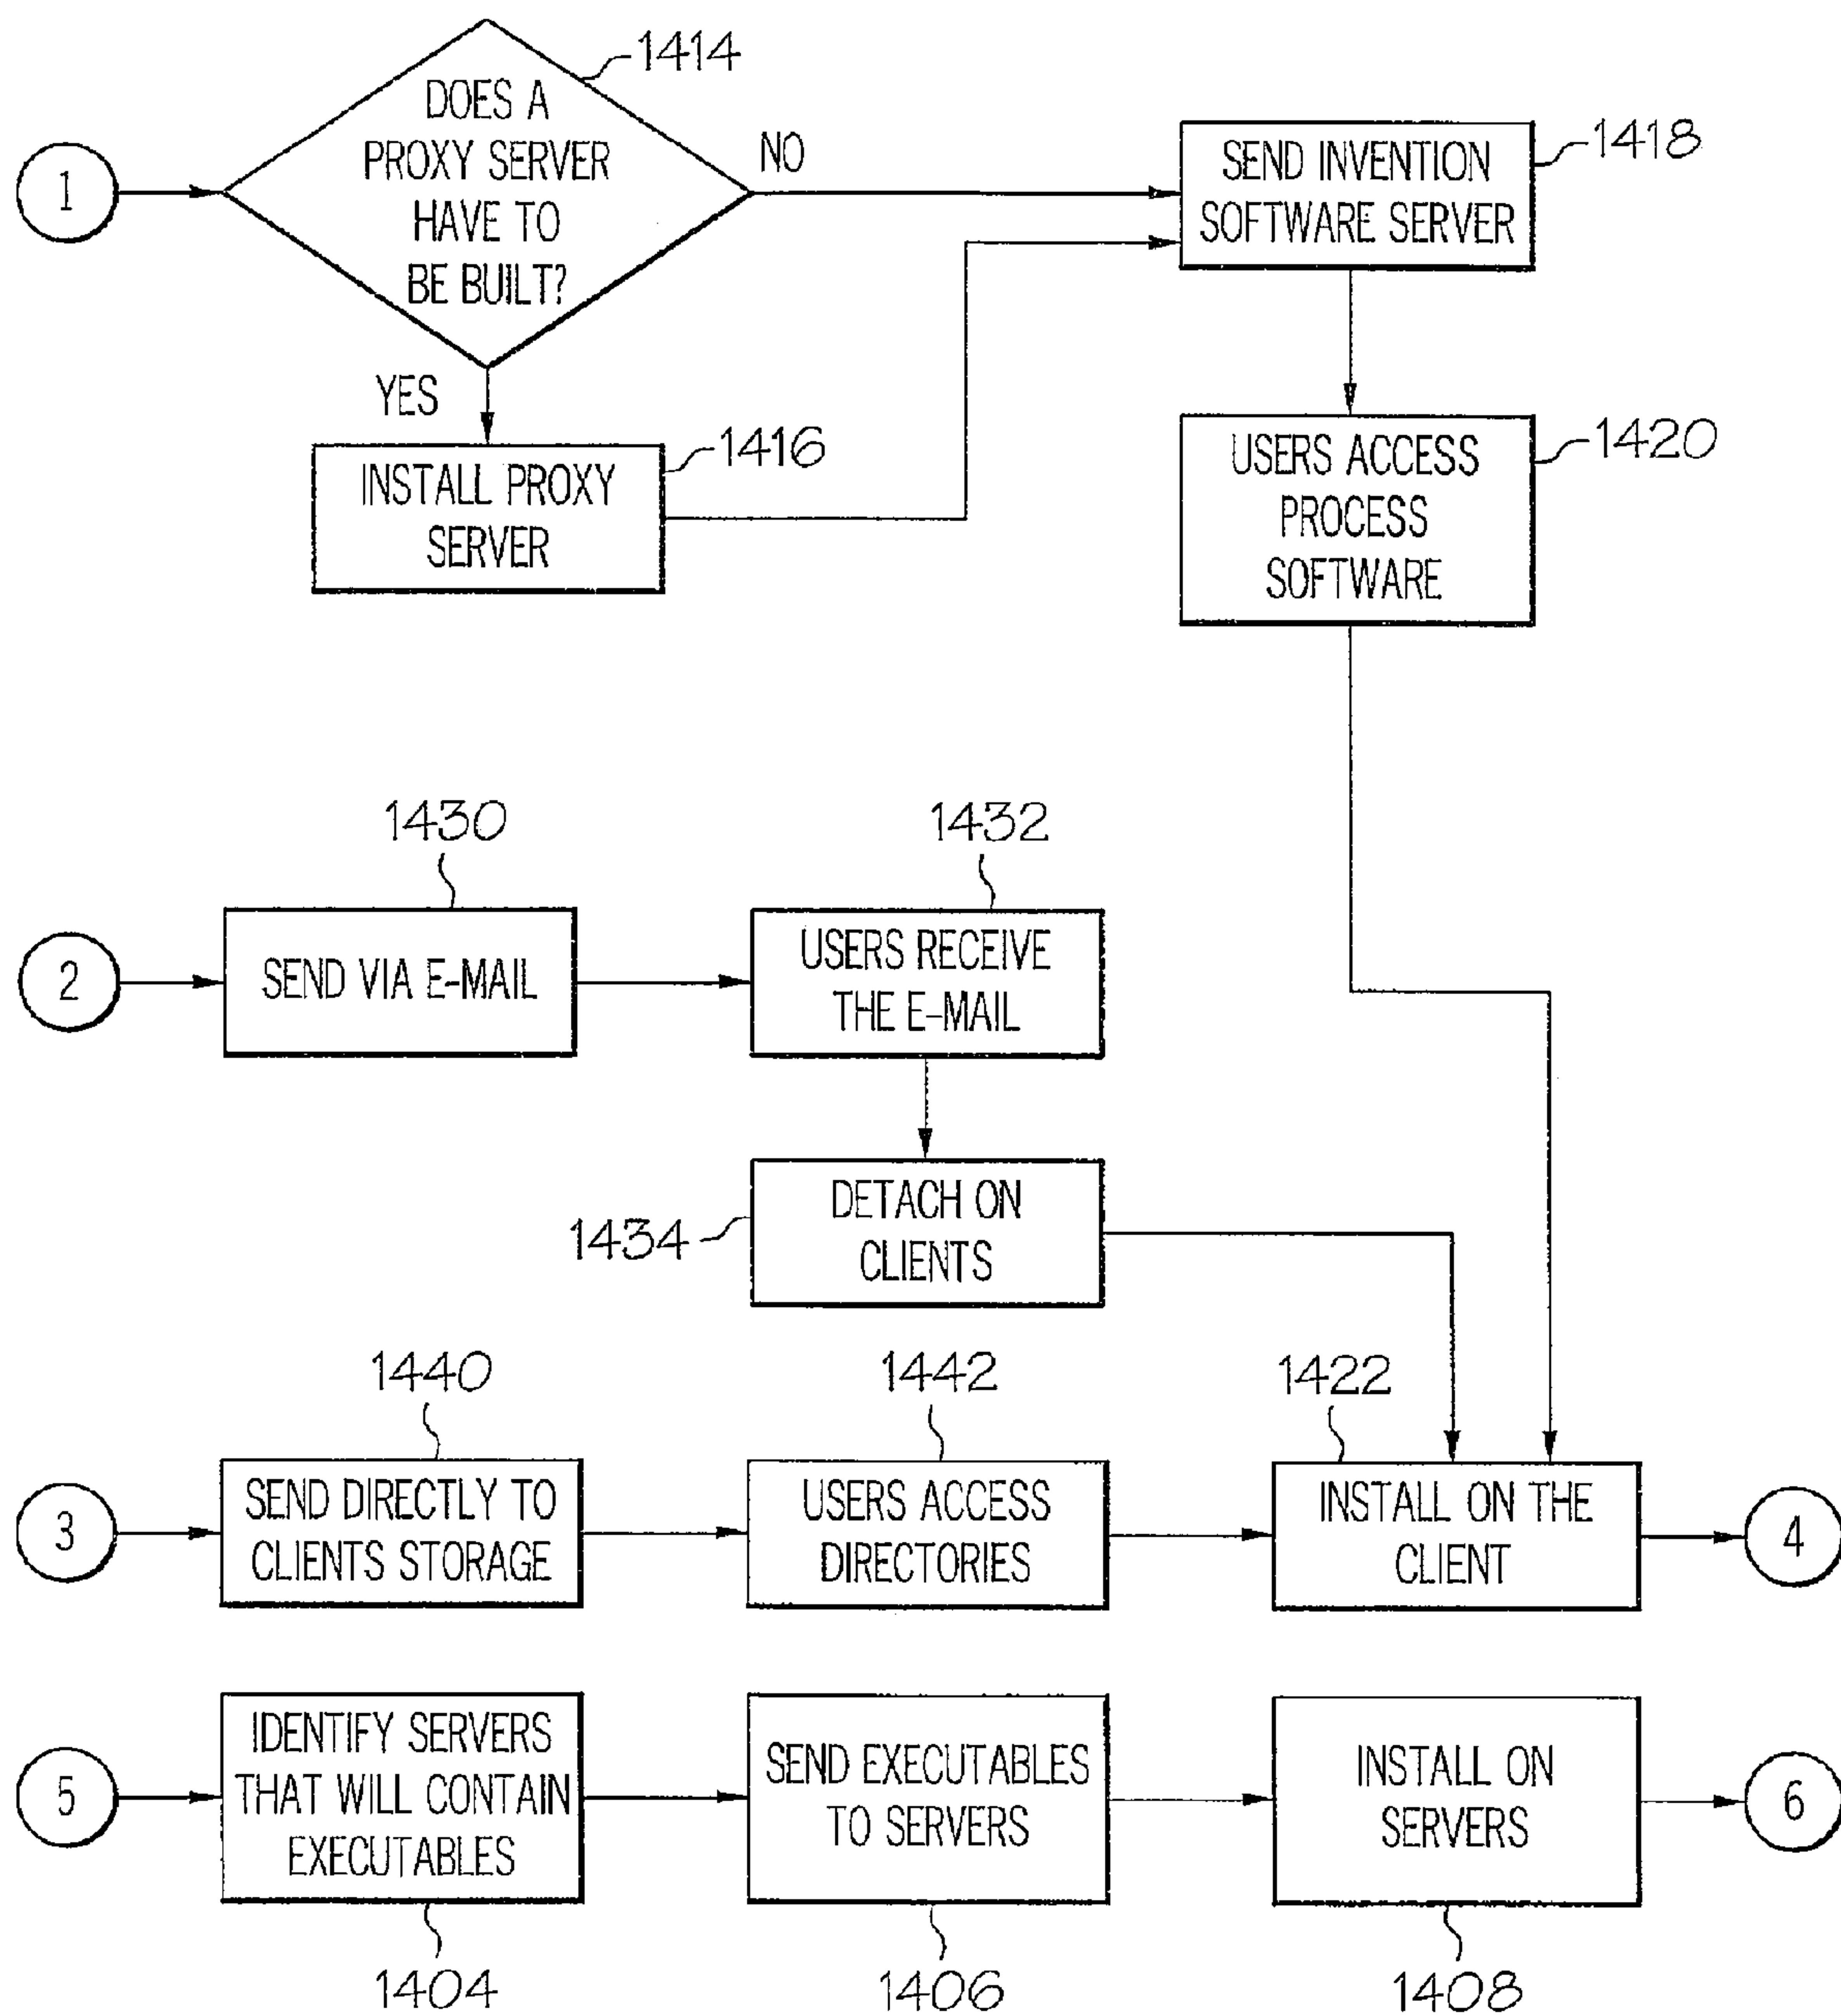 1414
DOES A
PROXY SERVER
HAVE TO
BE BUILT?
1
NO
YES
1416
INSTALL PROXY
SERVER
1418
SEND INVENTION
SOFTWARE SERVER
1420
USERS ACCESS
PROCESS
SOFTWARE
1430
1432
2
SEND VIA E-MAIL
USERS RECEIVE
THE E-MAIL
1434
DETACH ON
CLIENTS
1440
1442
1422
3
SEND DIRECTLY TO
CLIENTS STORAGE
USERS ACCESS
DIRECTORIES
INSTALL ON THE
CLIENT
4
5
IDENTIFY SERVERS
THAT WILL CONTAIN
EXECUTABLES
SEND EXECUTABLES
TO SERVERS
INSTALL ON
SERVERS
6
1404
1406
1408